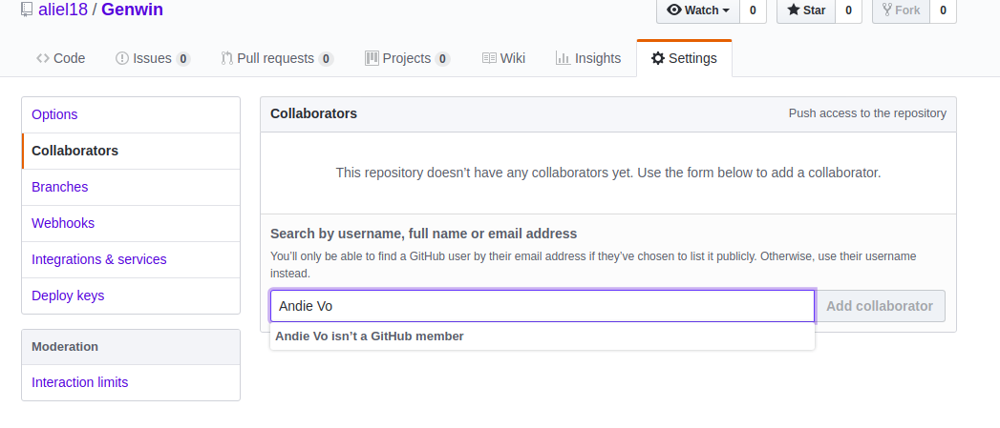 aliel18 / Genwin
Watch 0 Star 0 Fork 0
Code Issues 0 Pull requests 0 Projects 0 Wiki Insights Settings
Options
Collaborators
Branches
Webhooks
Integrations & services
Deploy keys
Moderation
Interaction limits
Collaborators Push access to the repository
This repository doesn’t have any collaborators yet. Use the form below to add a collaborator.
Search by username, full name or email address
You’ll only be able to find a GitHub user by their email address if they’ve chosen to list it publicly. Otherwise, use their username
instead.
Andie Vo Add collaborator
Andie Vo isn’t a GitHub member